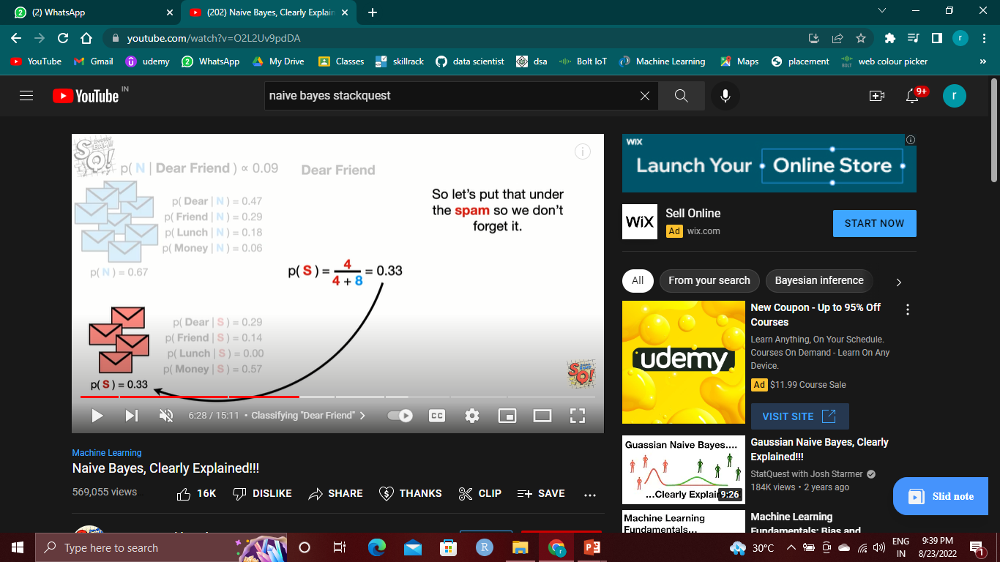 (2) WhatsApp
(202) Naive Bayes, Clearly Explain
youtube.com/watch?v=O2L2Uv9pdDA
YouTube
Gmail
udemy
WhatsApp
My Drive
Classes
skillrack
data scientist
dsa
Bolt IoT
Machine Learning
Maps
placement
web colour picker
»
YouTube IN
naive bayes stackquest
9+
r
SQ!
p( N | Dear Friend ) ∝ 0.09
Dear Friend
p( Dear | N ) = 0.47
p( Friend | N ) = 0.29
p( Lunch | N ) = 0.18
p( Money | N ) = 0.06
p( N ) = 0.67
So let's put that under
the spam so we don't
forget it.
p( S ) = 4 / 4 + 8 = 0.33
p( Dear | S ) = 0.29
p( Friend | S ) = 0.14
p( Lunch | S ) = 0.00
p( Money | S ) = 0.57
p( S ) = 0.33
SQ!
6:28 / 15:11 • Classifying "Dear Friend" >
CC
Machine Learning
Naive Bayes, Clearly Explained!!!
569,055 views
16K
DISLIKE
SHARE
THANKS
CLIP
SAVE
...
WIX
Launch Your Online Store
WiX
Sell Online
Ad wix.com
START NOW
All
From your search
Bayesian inference
udemy
New Coupon - Up to 95% Off
Courses
Learn Anything, On Your Schedule.
Courses On Demand - Learn On Any
Device.
Ad $11.99 Course Sale
VISIT SITE
Guassian Naive Bayes....
...Clearly Explain
9:26
Gaussian Naive Bayes, Clearly
Explained!!!
StatQuest with Josh Starmer
184K views • 2 years ago
Slid note
Machine Learning
Fundamentals...
Machine Learning
Fundamentals: Bias and
Type here to search
R
30°C
ENG
IN
9:39 PM
8/23/2022
1